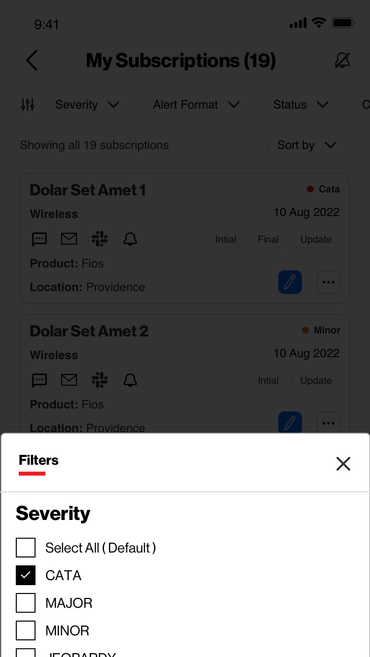 9:41
My Subscriptions (19)
Severity Alert Format Status
Showing all 19 subscriptions Sort by
Dolar Set Amet 1 Cata
Wireless 10 Aug 2022
Intial Final Update
Product: Fios
Location: Providence
Dolar Set Amet 2 Minor
Wireless 10 Aug 2022
Intial Update
Product: Fios
Location: Providence
Filters
Severity
Select All (Default)
CATA
MAJOR
MINOR
JEOPARDY